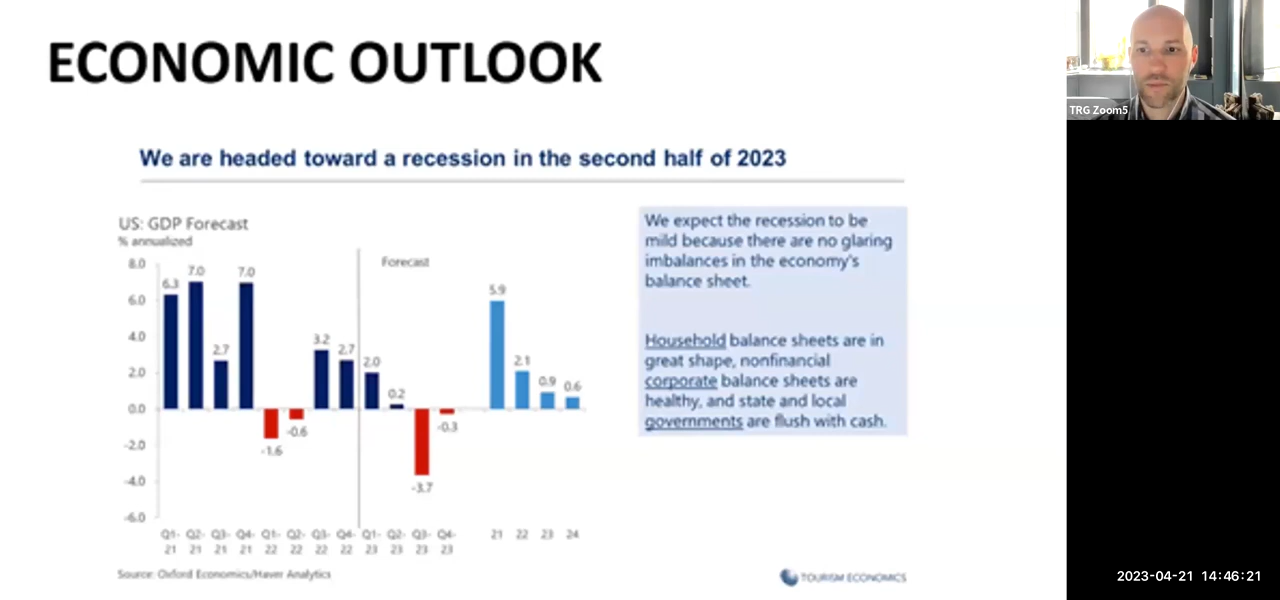 ECONOMIC OUTLOOK
TRG Zoom5
We are headed toward a recession in the second half of 2023
US: GDP Forecast
% annualized
Forecast
8.0
6.0
4.0
2.0
0.0
-2.0
-4.0
-6.0
6.3
7.0
2.7
7.0
-1.6
-0.6
3.2
2.7
2.0
0.2
-3.7
-0.3
5.9
2.1
0.9
0.6
Q1- Q2- Q3- Q4- Q1- Q2- Q3- Q4- Q1- Q2- Q3- Q4- 21 22 23 24
21 21 21 21 22 22 22 22 23 23 23 23
We expect the recession to be
mild because there are no glaring
imbalances in the economy's
balance sheet.
Household balance sheets are in
great shape, nonfinancial
corporate balance sheets are
healthy, and state and local
governments are flush with cash.
Source: Oxford Economics/Haver Analytics
TOURISM ECONOMICS
2023-04-21 14:46:21